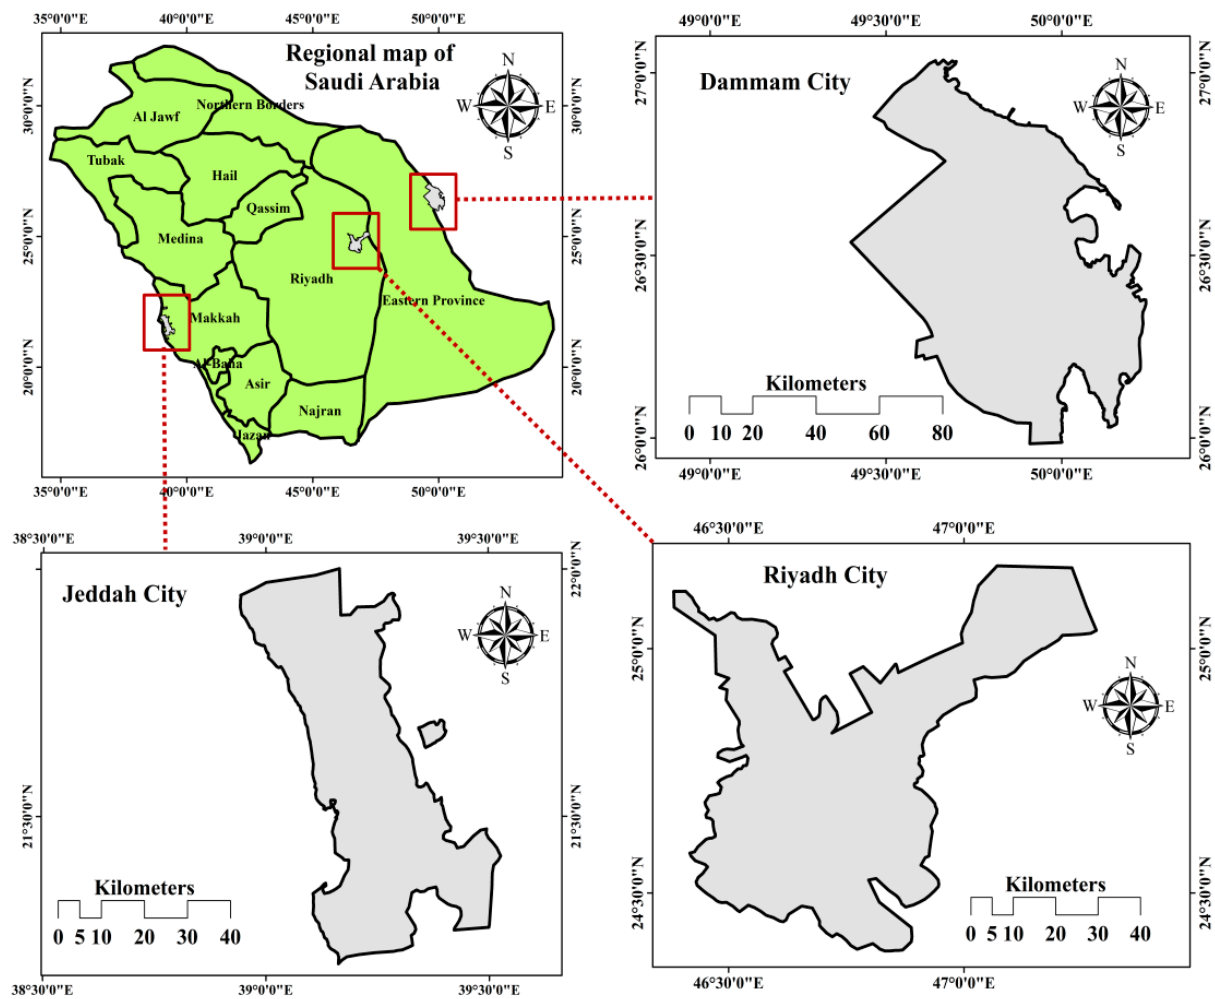 35°0'0"E 40°0'0"E 45°0'0"E 50°0'0"E
Regional map of
Saudi Arabia
N
W E
S
30°0'0"N
25°0'0"N
20°0'0"N
30°0'0"N
25°0'0"N
20°0'0"N
Northern Borders
Al Jawf
Tubak
Hail
Qassim
Medina
Riyadh
Eastern Province
Makkah
Al-Baha
Asir
Najran
Jazan
35°0'0"E 40°0'0"E 45°0'0"E 50°0'0"E
49°0'0"E 49°30'0"E 50°0'0"E
Dammam City
N
W E
S
27°0'0"N
26°30'0"N
26°0'0"N
27°0'0"N
26°30'0"N
26°0'0"N
Kilometers
0 10 20 40 60 80
49°0'0"E 49°30'0"E 50°0'0"E
38°30'0"E 39°0'0"E 39°30'0"E
Jeddah City
N
W E
S
22°0'0"N
21°30'0"N
22°0'0"N
21°30'0"N
Kilometers
0 5 10 20 30 40
38°30'0"E 39°0'0"E 39°30'0"E
46°30'0"E 47°0'0"E
Riyadh City
N
W E
S
25°0'0"N
24°30'0"N
25°0'0"N
24°30'0"N
Kilometers
0 5 10 20 30 40
46°30'0"E 47°0'0"E